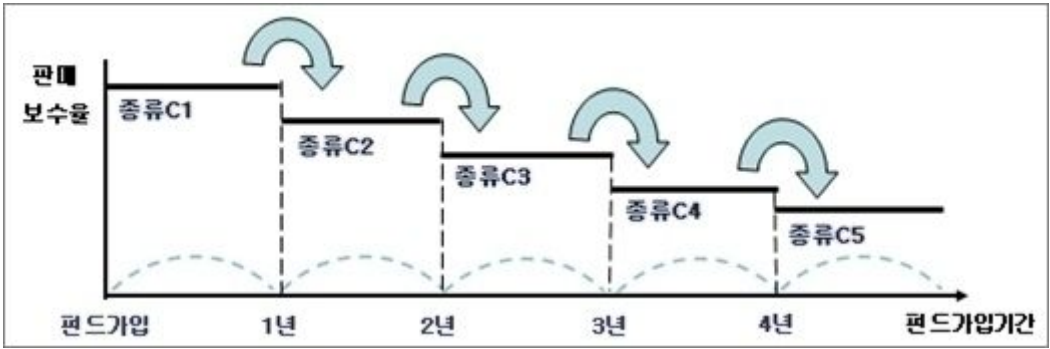 판매
보수율
종류C1
종류C2
종류C3
종류C4
종류C5
펀드가입
1년
2년
3년
4년
펀드가입기간